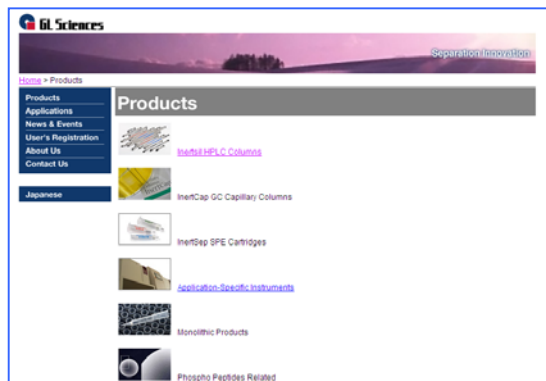 GL Sciences
Separation Innovation
Home > Products
Products
Applications
News & Events
User's Registration
About Us
Contact Us
Japanese
Products
Inertsil HPLC Columns
InertCap GC Capillary Columns
InertSep SPE Cartridges
Application-Specific Instruments
Monolithic Products
Phospho Peptides Related